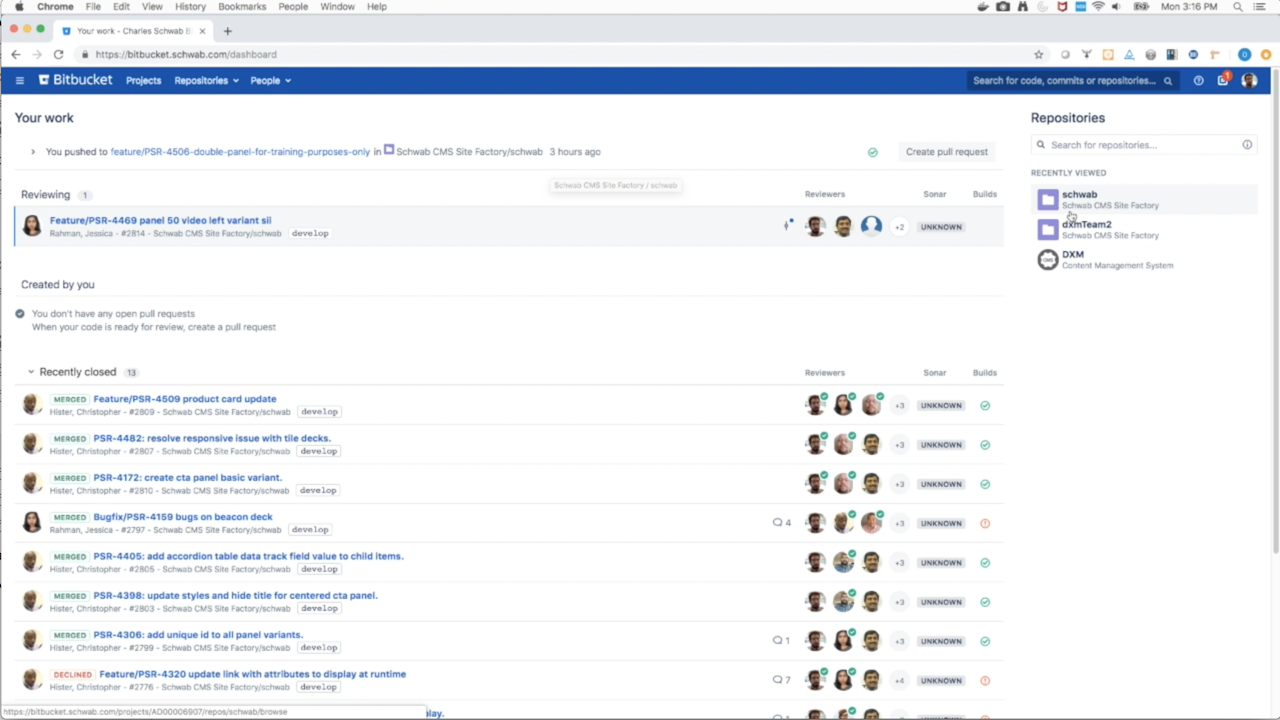 Chrome File Edit View History Bookmarks People Window Help Mon 3:16 PM
Your work - Charles Schwab B
https://bitbucket.schwab.com/dashboard
Bitbucket Projects Repositories People Search for code, commits or repositories... 1
Your work
You pushed to feature/PSR-4506-double-panel-for-training-purposes-only in Schwab CMS Site Factory/schwab 3 hours ago Create pull request
Schwab CMS Site Factory / schwab
Reviewing 1 Reviewers Sonar Builds
Feature/PSR-4469 panel 50 video left variant sil
Rahman, Jessica - #2814 - Schwab CMS Site Factory/schwab develop +2 UNKNOWN
Created by you
You don't have any open pull requests
When your code is ready for review, create a pull request
Recently closed 13 Reviewers Sonar Builds
MERGED Feature/PSR-4509 product card update
Hister, Christopher - #2809 - Schwab CMS Site Factory/schwab develop +3 UNKNOWN
MERGED PSR-4482: resolve responsive issue with tile decks.
Hister, Christopher - #2807 - Schwab CMS Site Factory/schwab develop +3 UNKNOWN
MERGED PSR-4172: create cta panel basic variant.
Hister, Christopher - #2810 - Schwab CMS Site Factory/schwab develop +3 UNKNOWN
MERGED Bugfix/PSR-4159 bugs on beacon deck
Rahman, Jessica - #2797 - Schwab CMS Site Factory/schwab develop 4 +3 UNKNOWN
MERGED PSR-4405: add accordion table data track field value to child items.
Hister, Christopher - #2805 - Schwab CMS Site Factory/schwab develop +3 UNKNOWN
MERGED PSR-4398: update styles and hide title for centered cta panel.
Hister, Christopher - #2803 - Schwab CMS Site Factory/schwab develop +3 UNKNOWN
MERGED PSR-4306: add unique id to all panel variants.
Hister, Christopher - #2799 - Schwab CMS Site Factory/schwab develop 1 +3 UNKNOWN
DECLINED Feature/PSR-4320 update link with attributes to display at runtime
Hister, Christopher - #2776 - Schwab CMS Site Factory/schwab develop 7 +4 UNKNOWN
https://bitbucket.schwab.com/projects/AD00006907/repos/schwab/browse
Repositories
Search for repositories...
RECENTLY VIEWED
schwab
Schwab CMS Site Factory
dxmTeam2
Schwab CMS Site Factory
DXM
Content Management System